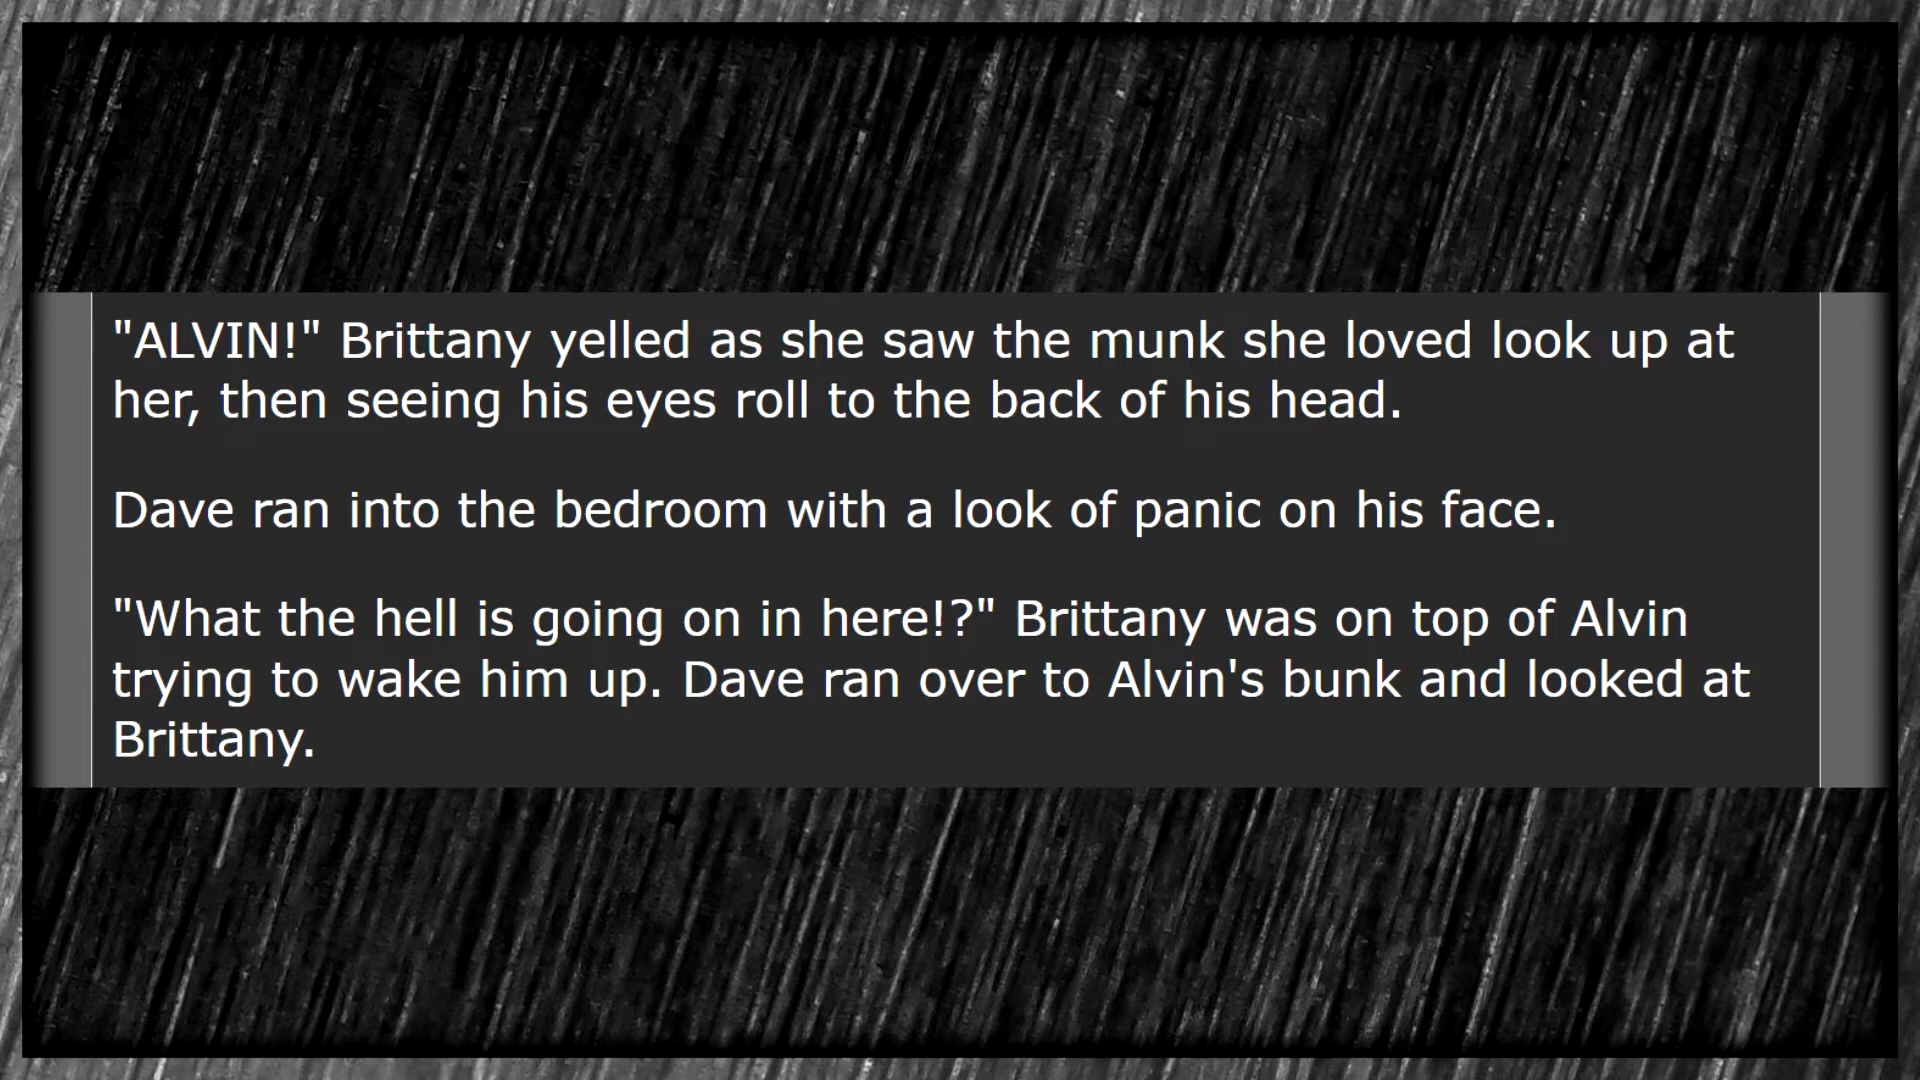 "ALVIN!" Brittany yelled as she saw the munk she loved look up at
her, then seeing his eyes roll to the back of his head.
Dave ran into the bedroom with a look of panic on his face.
"What the hell is going on in here!?" Brittany was on top of Alvin
trying to wake him up. Dave ran over to Alvin's bunk and looked at
Brittany.